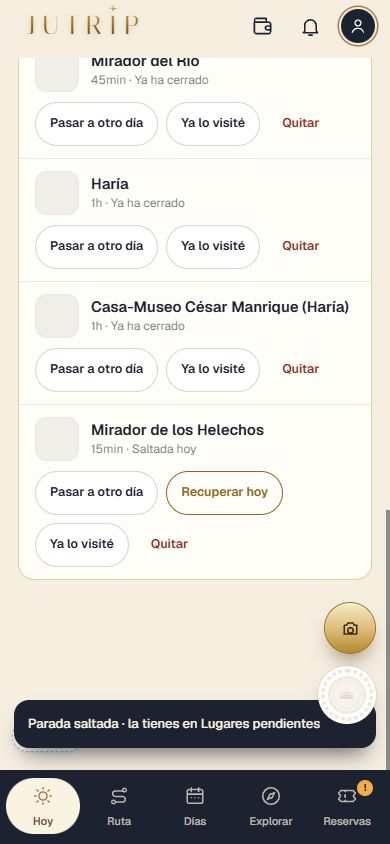 JUTRIP
Mirador del Río
45min · Ya ha cerrado
Pasar a otro día
Ya lo visité
Quitar
Haría
1h · Ya ha cerrado
Pasar a otro día
Ya lo visité
Quitar
Casa-Museo César Manrique (Haría)
1h · Ya ha cerrado
Pasar a otro día
Ya lo visité
Quitar
Mirador de los Helechos
15min · Saltada hoy
Pasar a otro día
Recuperar hoy
Ya lo visité
Quitar
Parada saltada · la tienes en Lugares pendientes
!
Hoy
Ruta
Días
Explorar
Reservas